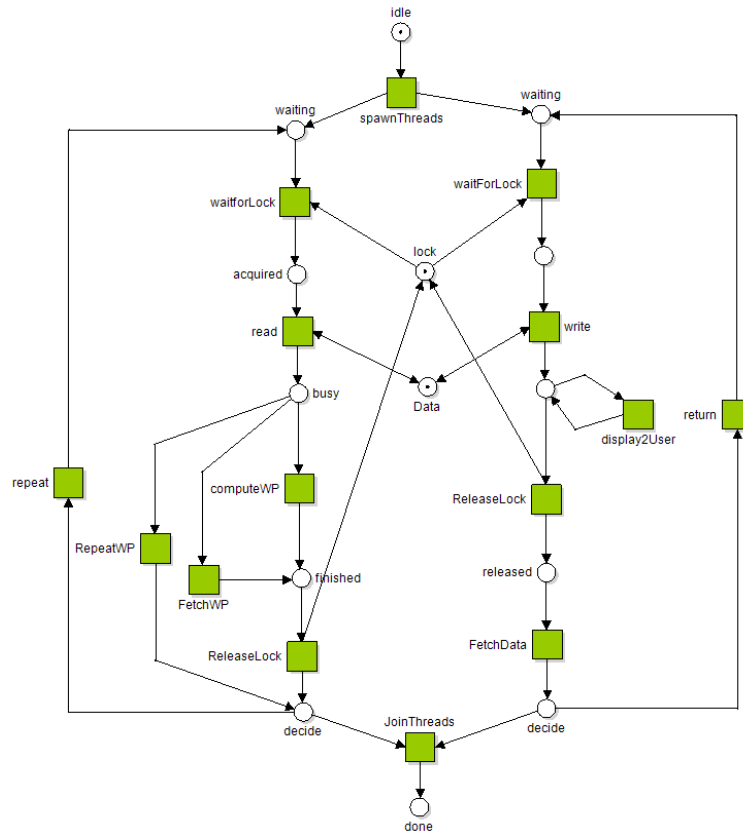 idle
waiting
waiting
spawnThreads
waitforLock
waitForLock
lock
acquired
read
write
busy
Data
display2User
return
repeat
computeWP
ReleaseLock
RepeatWP
FetchWP
finished
released
ReleaseLock
FetchData
JoinThreads
decide
decide
done